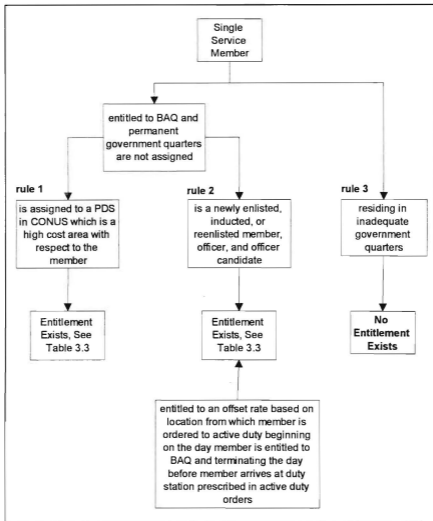 Single
Service
Member
entitled to BAQ and
permanent
government quarters
are not assigned
rule 1
is assigned to a PDS
in CONUS which is a
high cost area with
respect to the
member
rule 2
is a newly enlisted,
inducted, or
reenlisted member,
officer, and officer
candidate
rule 3
residing in
inadequate
government
quarters
Entitlement
Exists, See
Table 3.3
Entitlement
Exists, See
Table 3.3
No
Entitlement
Exists
entitled to an offset rate based on
location from which member is
ordered to active duty beginning
on the day member is entitled to
BAQ and terminating the day
before member arrives at duty
station prescribed in active duty
orders